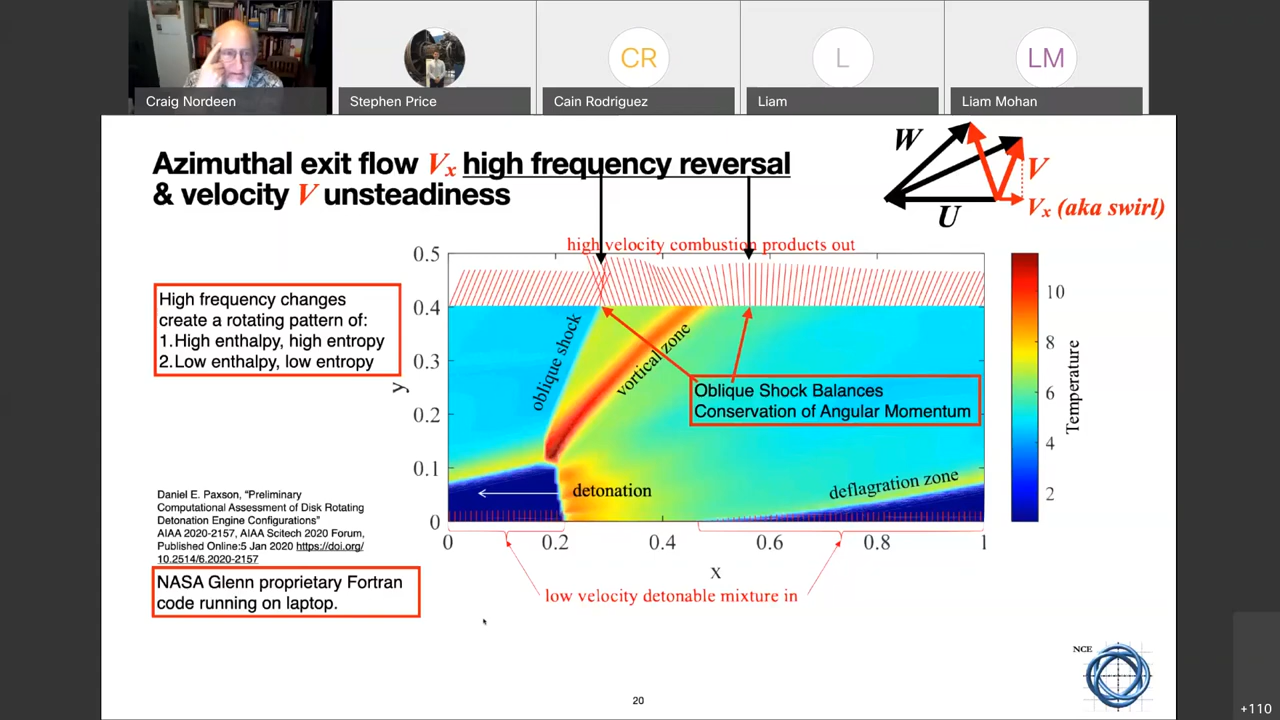 CR
L
LM
Craig Nordeen
Stephen Price
Cain Rodriguez
Liam
Liam Mohan
Azimuthal exit flow Vx high frequency reversal
& velocity V unsteadiness
W
V
U
Vx (aka swirl)
high velocity combustion products out
High frequency changes
create a rotating pattern of:
1.High enthalpy, high entropy
2.Low enthalpy, low entropy
0.5
0.4
0.3
0.2
0.1
0
y
oblique shock
vortical zone
Oblique Shock Balances
Conservation of Angular Momentum
detonation
deflagration zone
10
8
6
4
2
Temperature
0
0.2
0.4
0.6
0.8
1
x
low velocity detonable mixture in
Daniel E. Paxson, "Preliminary
Computational Assessment of Disk Rotating
Detonation Engine Configurations"
AIAA 2020-2157, AIAA Scitech 2020 Forum,
Published Online:5 Jan 2020 https://doi.org/
10.2514/6.2020-2157
NASA Glenn proprietary Fortran
code running on laptop.
NCE
20
+110